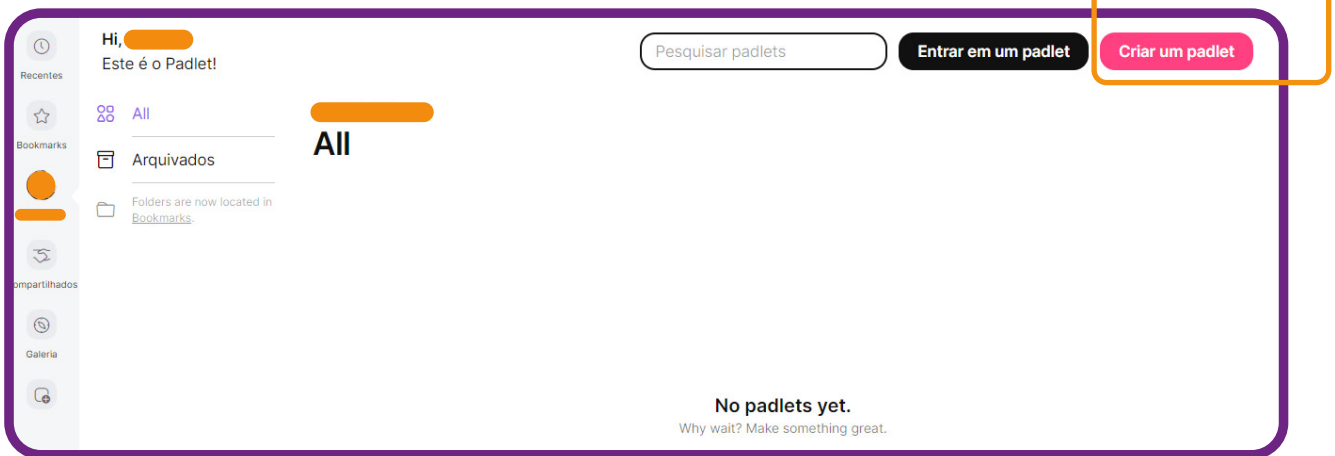 Hi,
Este é o Padlet!
Pesquisar padlets
Entrar em um padlet
Criar um padlet
Recentes
Bookmarks
ompartilhados
Galeria
All
Arquivados
Folders are now located in
Bookmarks.
All
No padlets yet.
Why wait? Make something great.